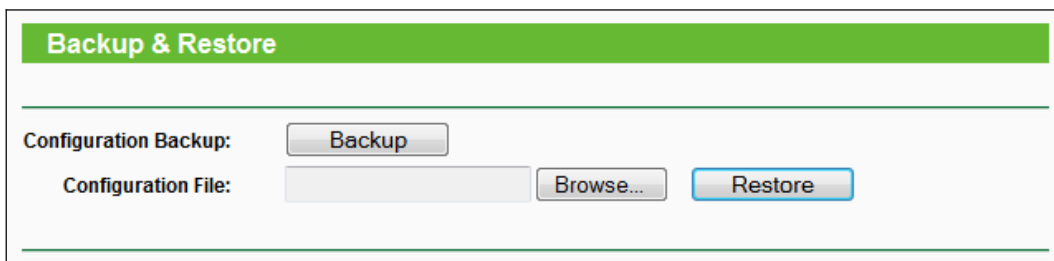 Backup & Restore
Configuration Backup: Backup
Configuration File: Browse... Restore